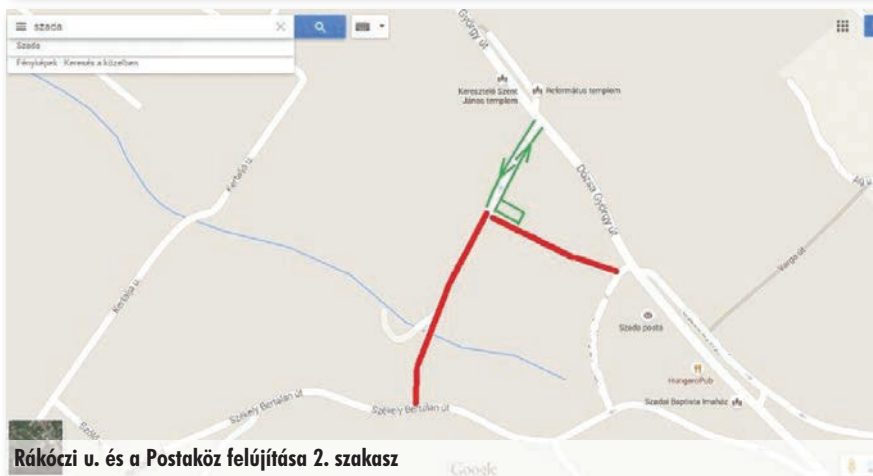 szada
Szada
Fényképek · Keresés a közelben
György út
Keresztelő Szent
János templom
Református templom
Dózsa György út
Kertalja u.
Kertalja u.
Varga út
Szada posta
HungaroPub
Szadai Baptista Imaház
Székely Bertalan út
Székely Bertalan út
Google
Rákóczi u. és a Postaköz felújítása 2. szakasz